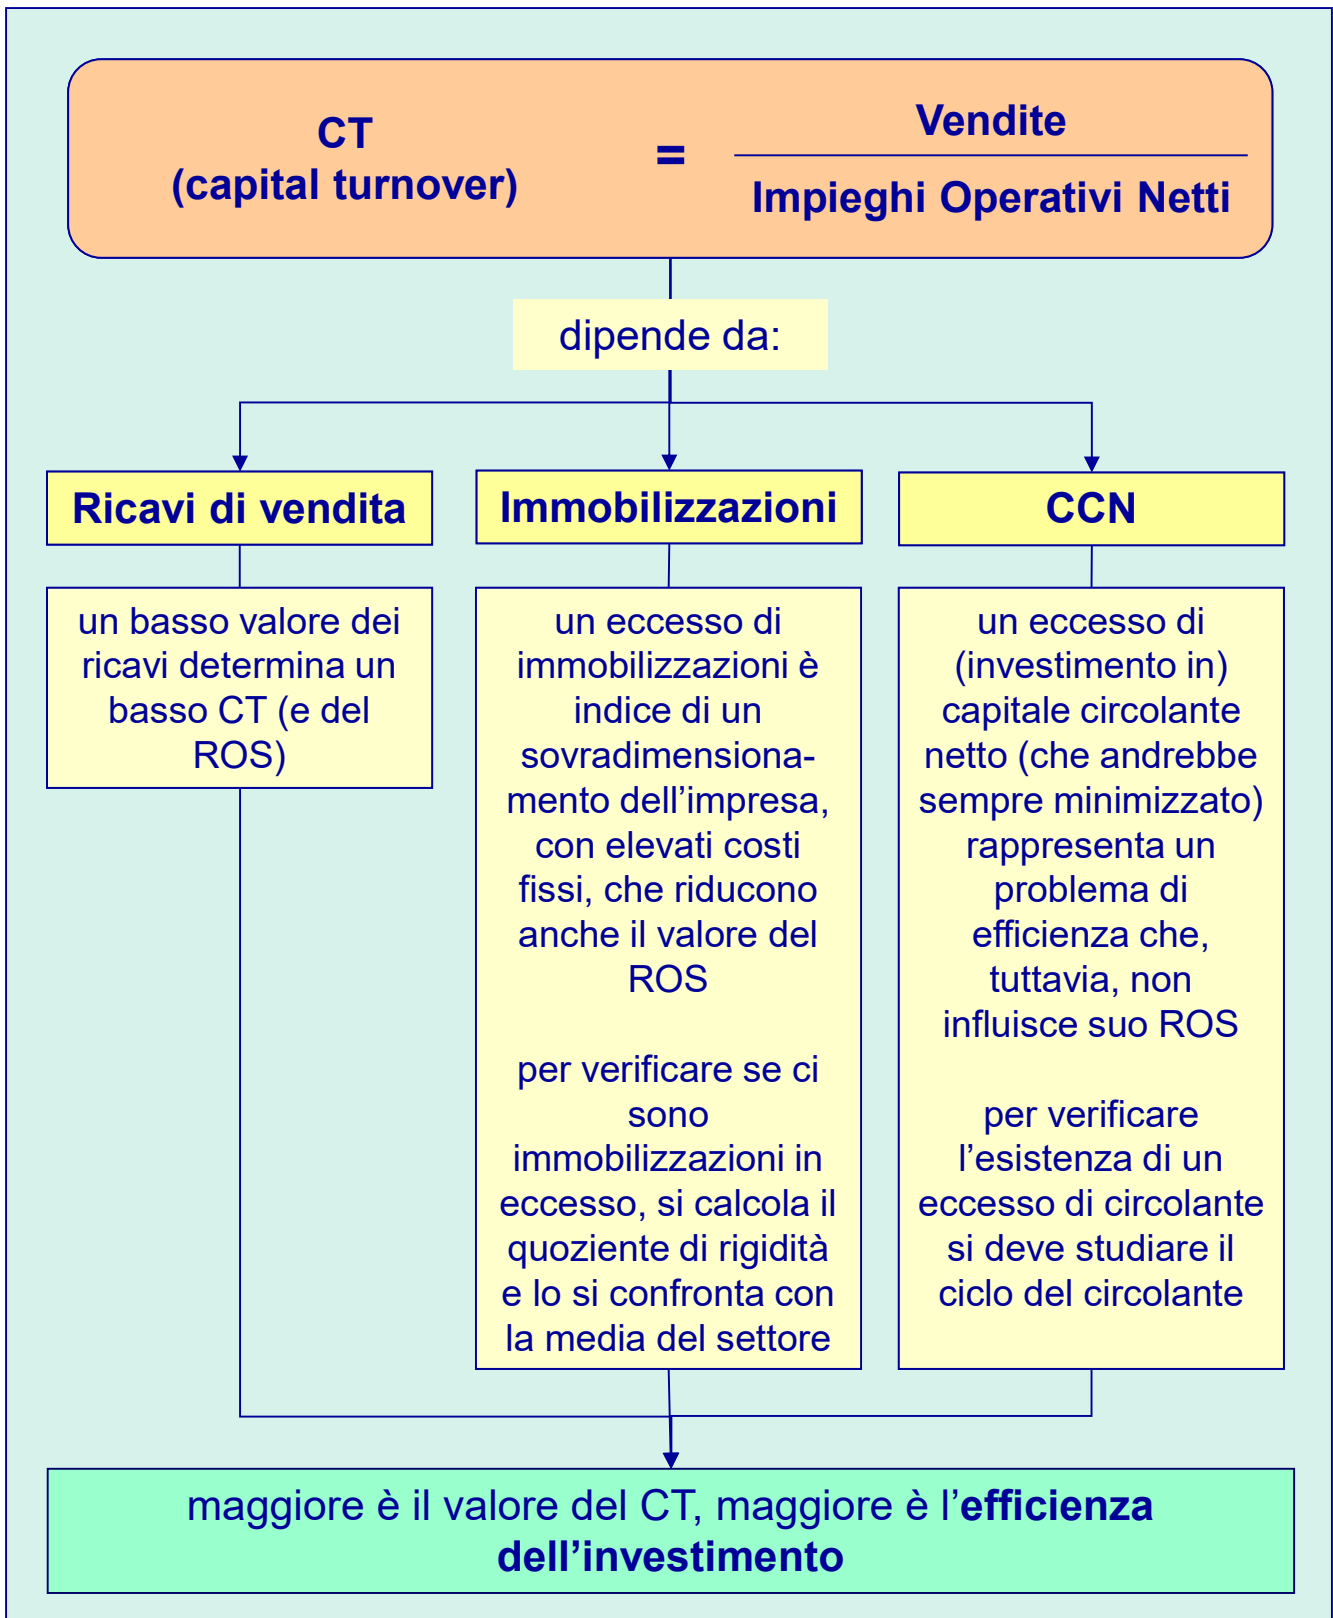 CT
(capital turnover)
=
Vendite
Impieghi Operativi Netti
dipende da:
Ricavi di vendita
un basso valore dei
ricavi determina un
basso CT (e del
ROS)
Immobilizzazioni
un eccesso di
immobilizzazioni è
indice di un
sovradimensiona-
mento dell’impresa,
con elevati costi
fissi, che riducono
anche il valore del
ROS
per verificare se ci
sono
immobilizzazioni in
eccesso, si calcola il
quoziente di rigidità
e lo si confronta con
la media del settore
CCN
un eccesso di
(investimento in)
capitale circolante
netto (che andrebbe
sempre minimizzato)
rappresenta un
problema di
efficienza che,
tuttavia, non
influisce suo ROS
per verificare
l’esistenza di un
eccesso di circolante
si deve studiare il
ciclo del circolante
maggiore è il valore del CT, maggiore è l’efficienza
dell’investimento